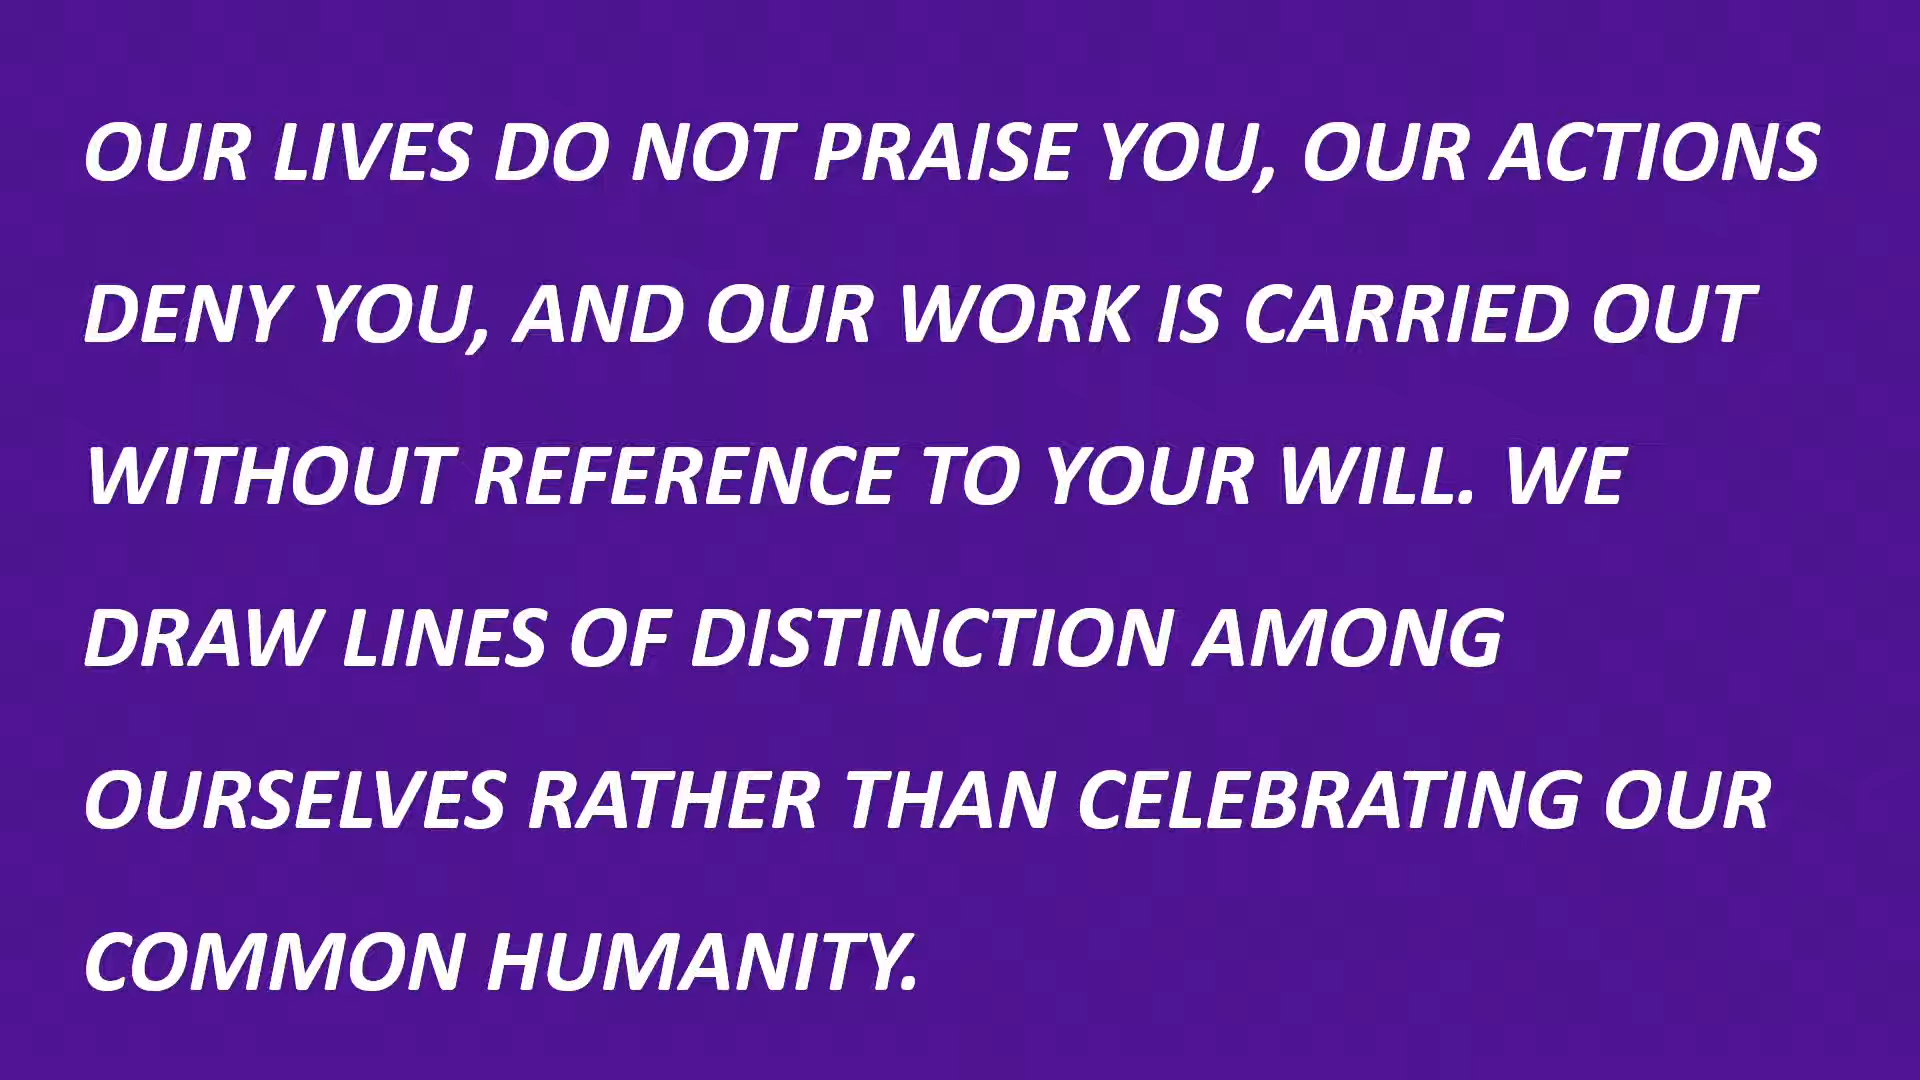 OUR LIVES DO NOT PRAISE YOU, OUR ACTIONS
DENY YOU, AND OUR WORK IS CARRIED OUT
WITHOUT REFERENCE TO YOUR WILL. WE
DRAW LINES OF DISTINCTION AMONG
OURSELVES RATHER THAN CELEBRATING OUR
COMMON HUMANITY.